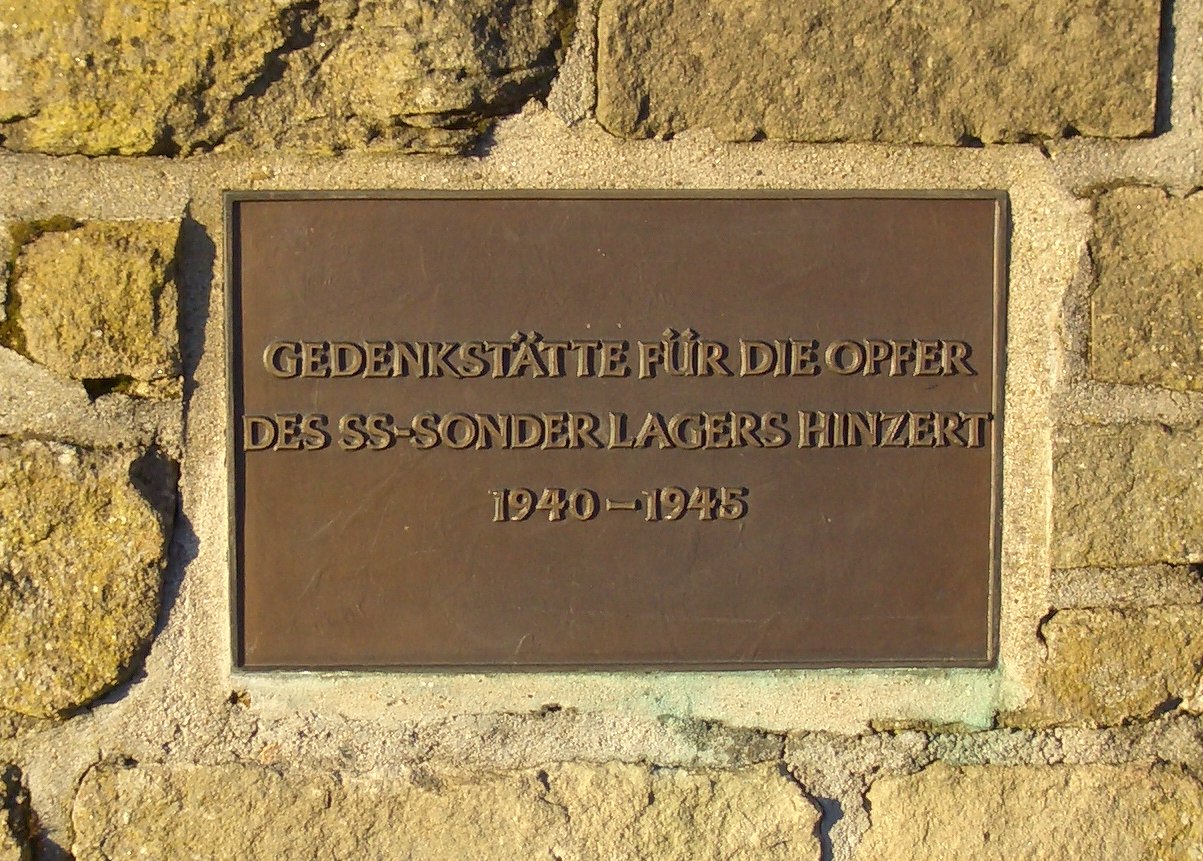 GEDENKSTÄTTE FÜR DIE OPFER
DES SS-SONDER LAGERS HINZERT
1940–1945